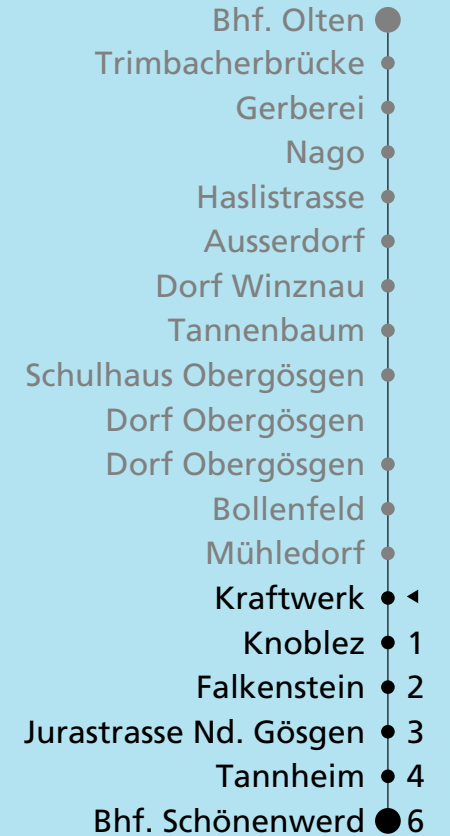 Bhf. Olten
Trimbacherbrücke
Gerberei
Nago
Haslistrasse
Ausserdorf
Dorf Winznau
Tannenbaum
Schulhaus Obergösgen
Dorf Obergösgen
Dorf Obergösgen
Bollenfeld
Mühledorf
Kraftwerk
Knoblez 1
Falkenstein 2
Jurastrasse Nd. Gösgen 3
Tannheim 4
Bhf. Schönenwerd 6